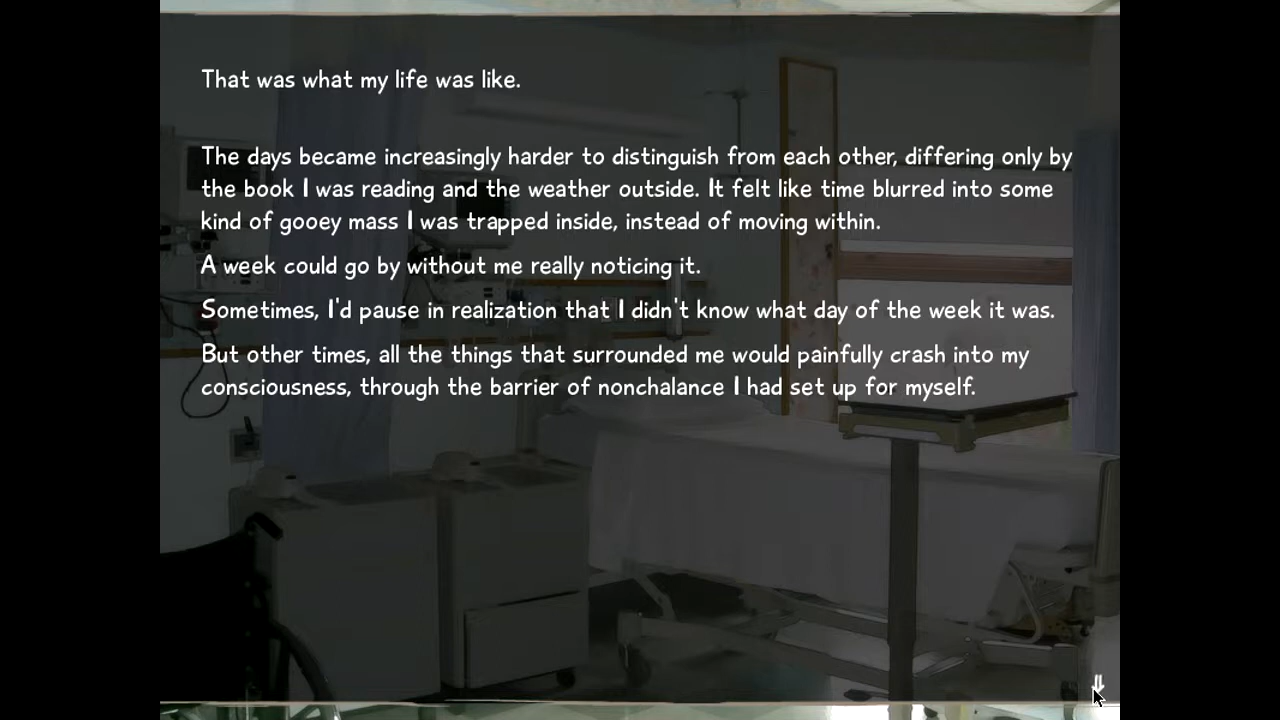 That was what my life was like.
The days became increasingly harder to distinguish from each other, differing only by
the book I was reading and the weather outside. It felt like time blurred into some
kind of gooey mass I was trapped inside, instead of moving within.
A week could go by without me really noticing it.
Sometimes, I'd pause in realization that I didn't know what day of the week it was.
But other times, all the things that surrounded me would painfully crash into my
consciousness, through the barrier of nonchalance I had set up for myself.